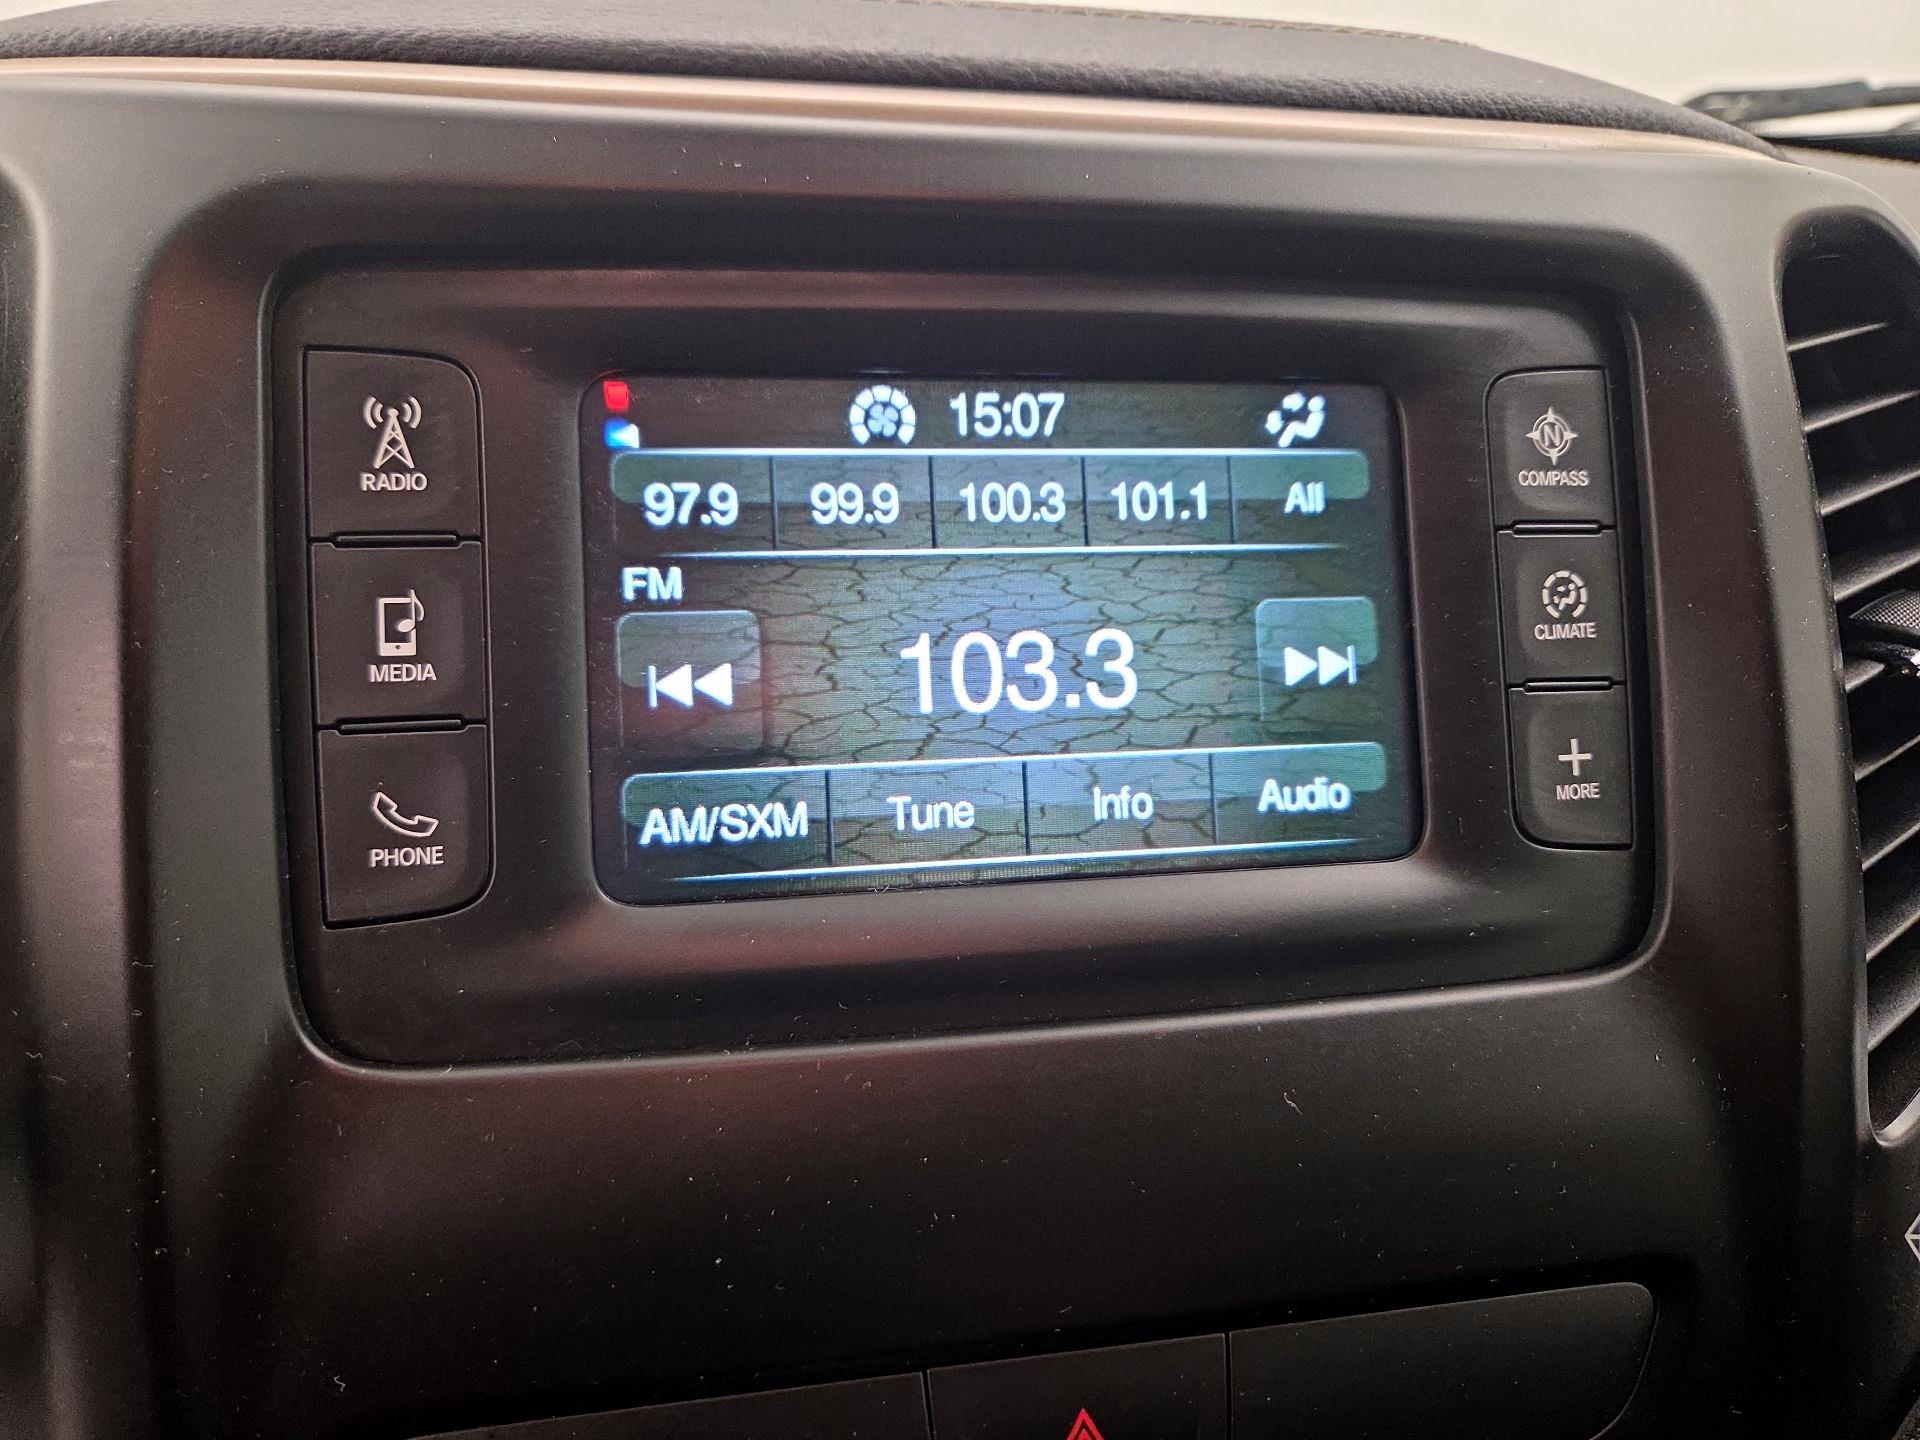 RADIO
MEDIA
PHONE
15:07
97.9 99.9 100.3 101.1 All
FM
103.3
AM/SXM Tune Info Audio
N
COMPASS
CLIMATE
MORE